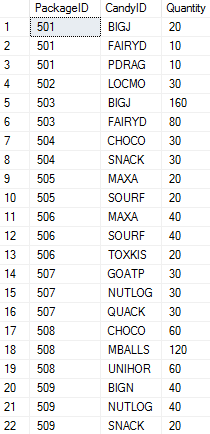 PackageID CandyID Quantity
1 501 BIGJ 20
2 501 FAIRYD 10
3 501 PDRAG 10
4 502 LOCMO 30
5 503 BIGJ 160
6 503 FAIRYD 80
7 504 CHOCO 30
8 504 SNACK 30
9 505 MAXA 20
10 505 SOURF 20
11 506 MAXA 40
12 506 SOURF 40
13 506 TOXKIS 20
14 507 GOATP 30
15 507 NUTLOG 30
16 507 QUACK 30
17 508 CHOCO 60
18 508 MBALLS 120
19 508 UNIHOR 60
20 509 BIGN 40
21 509 NUTLOG 40
22 509 SNACK 20